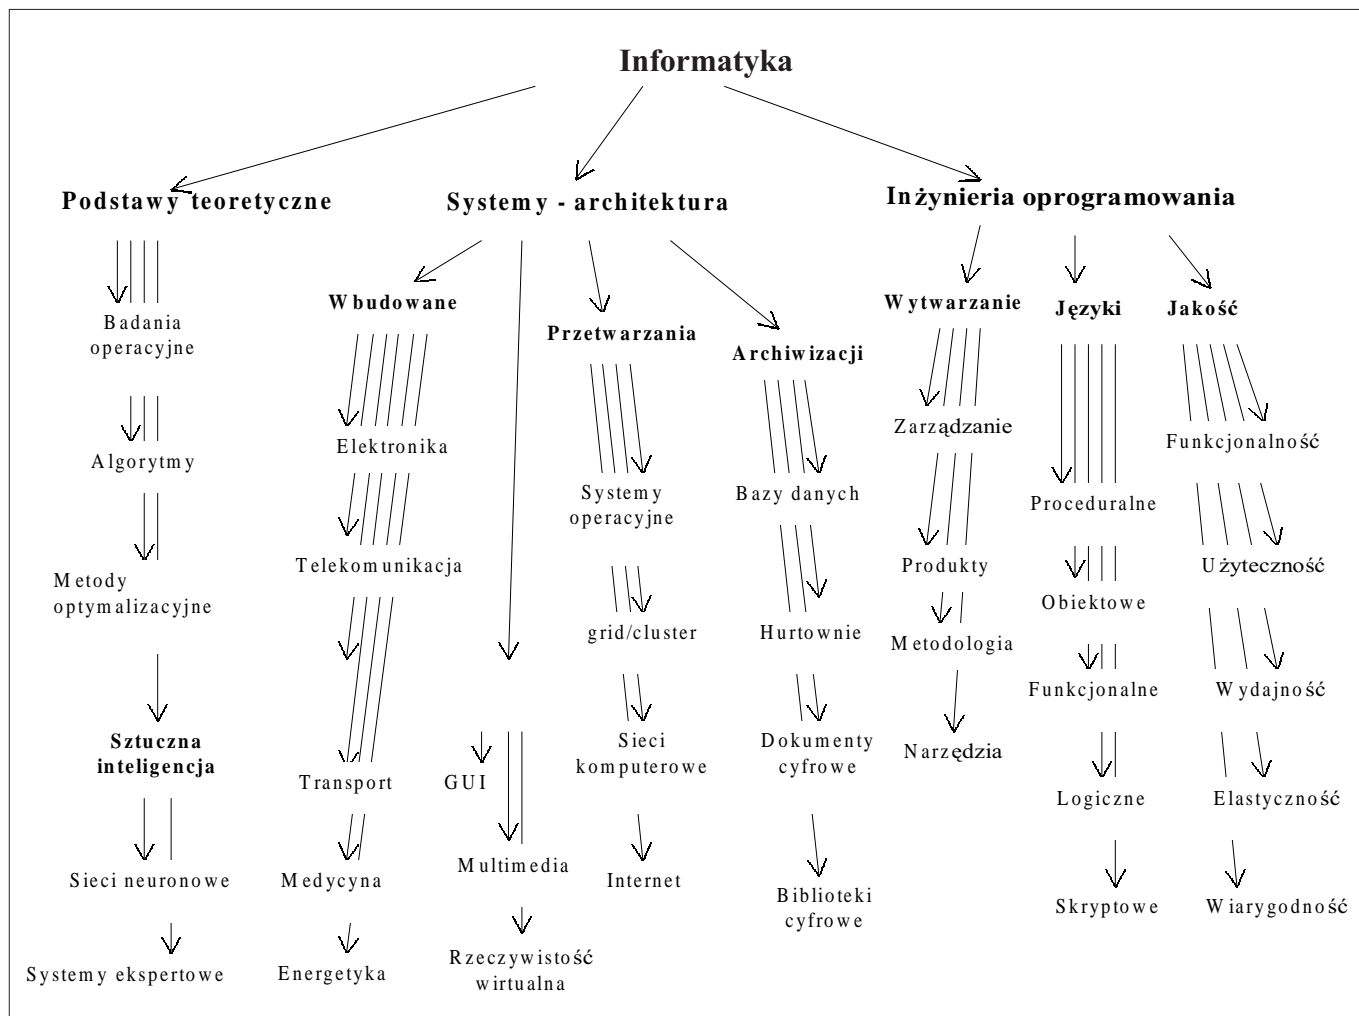 Informatyka
Podstawy teoretyczne
Systemy - architektura
Inżynieria oprogramowania
Badania
operacyjne
Algorytmy
Metody
optymalizacyjne
Sztuczna
inteligencja
Sieci neuronowe
Systemy ekspertowe
Wbudowane
Elektronika
Telekomunikacja
Transport
Medycyna
Energetyka
GUI
Multimedia
Rzeczywistość
wirtualna
Przetwarzania
Systemy
operacyjne
grid/cluster
Sieci
komputerowe
Internet
Archiwizacji
Bazy danych
Hurtownie
Dokumenty
cyfrowe
Biblioteki
cyfrowe
Wytwarzanie
Zarządzanie
Produkty
Metodologia
Narzędzia
Języki
Proceduralne
Obiektowe
Funkcjonalne
Logiczne
Skryptowe
Jakość
Funkcjonalność
Użyteczność
Wydajność
Elastyczność
Wiarygodność